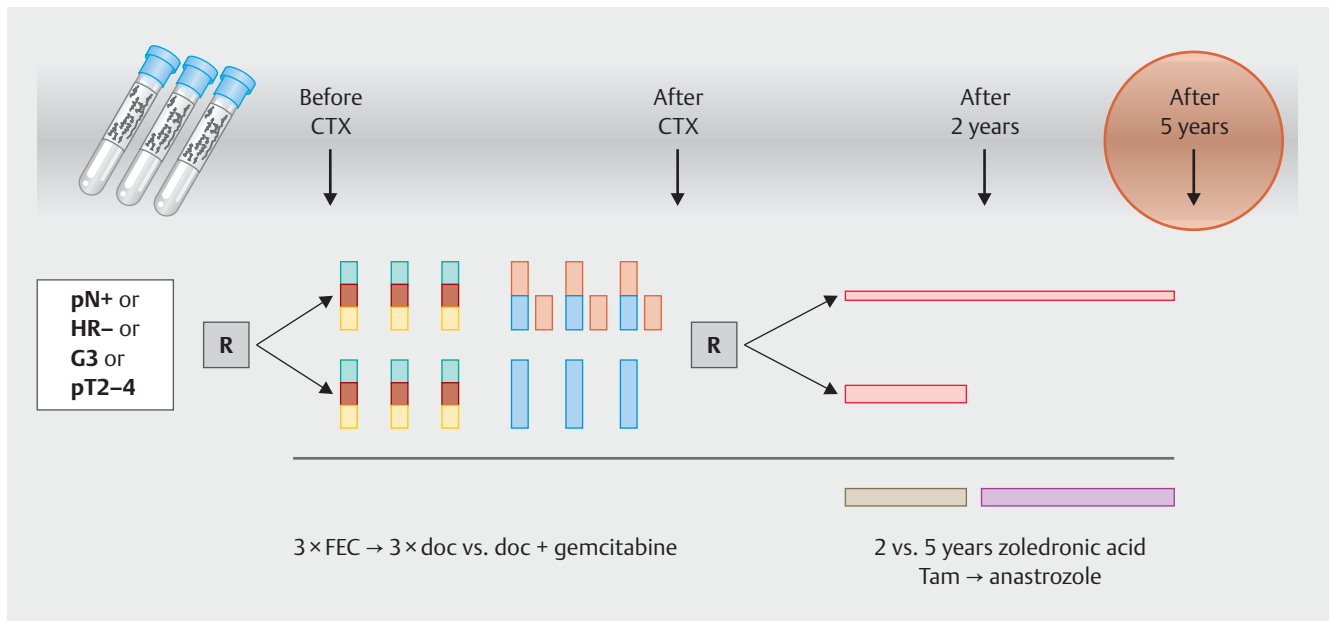 Before
CTX
After
CTX
After
2 years
After
5 years
pN+ or
HR– or
G3 or
pT2–4
R
R
3 × FEC → 3 × doc vs. doc + gemcitabine
2 vs. 5 years zoledronic acid
Tam → anastrozole